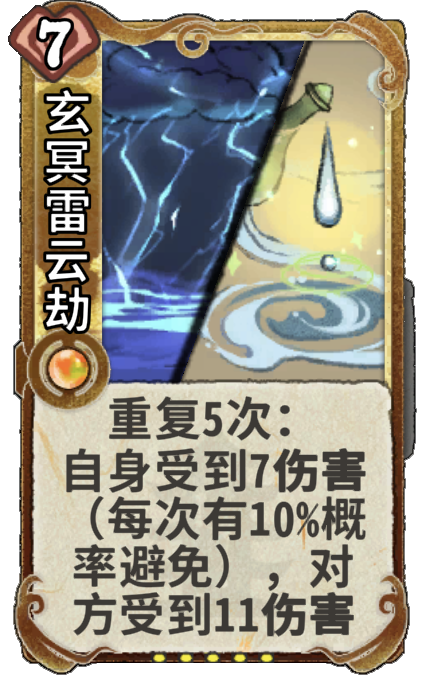 7
玄冥雷云劫
重复5次：
自身受到7伤害
（每次有10%概
率避免），对
方受到11伤害